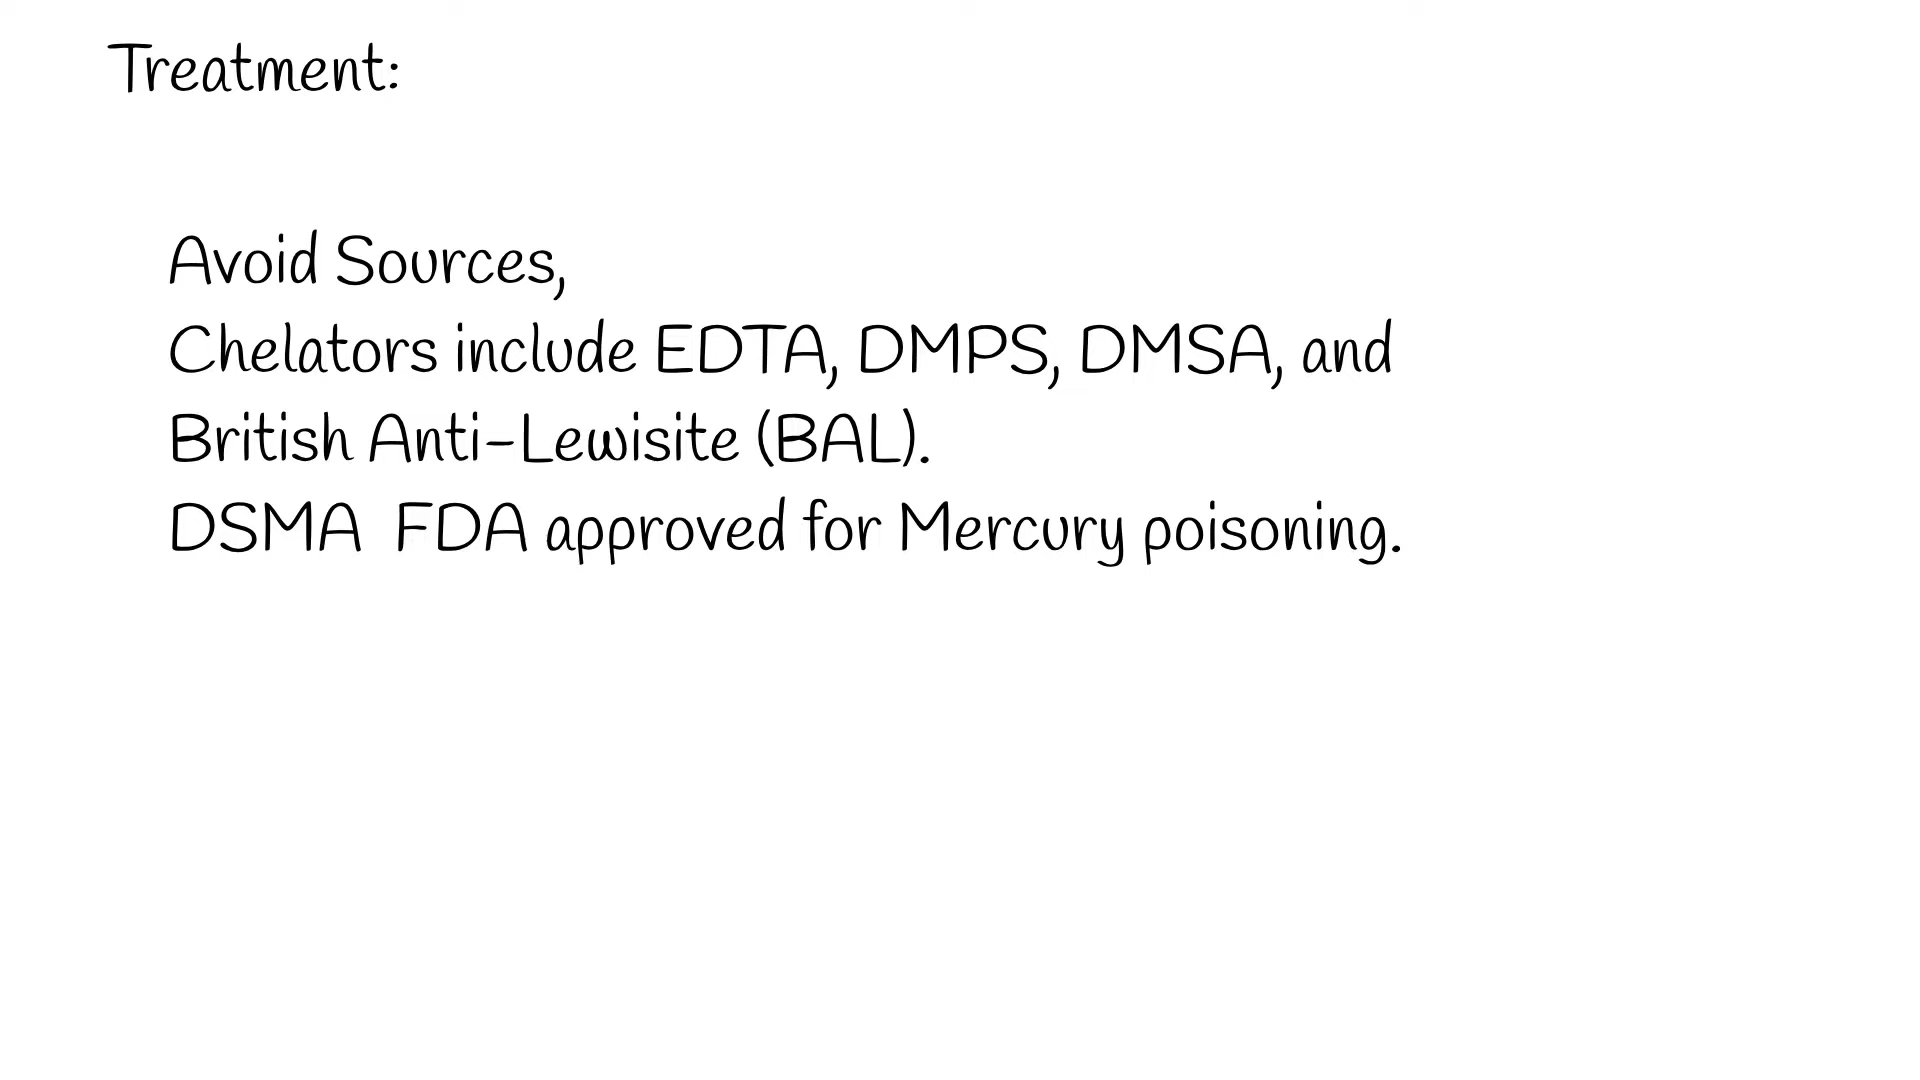 Treatment:
Avoid Sources,
Chelators include EDTA, DMPS, DMSA, and
British Anti-Lewisite (BAL).
DSMA  FDA approved for Mercury poisoning.